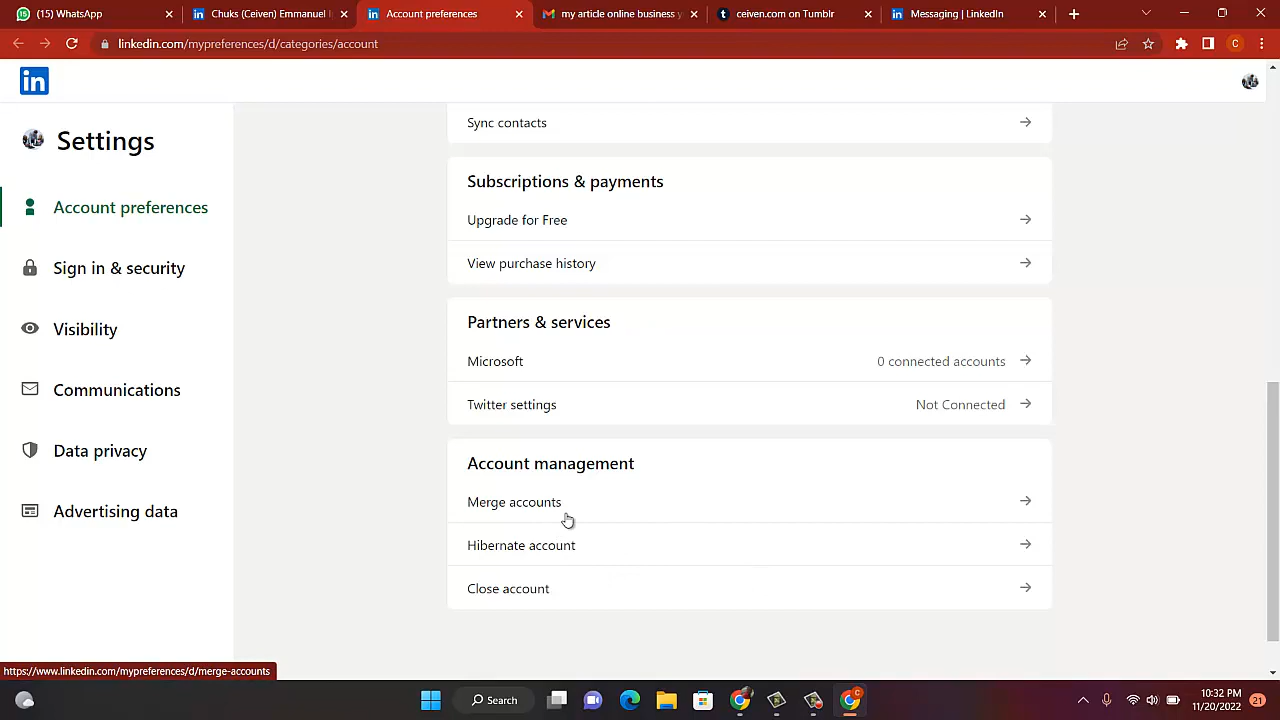 (15) WhatsApp
Chuks (Ceiven) Emmanuel
Account preferences
my article online business y
ceiven.com on Tumblr
Messaging | LinkedIn
linkedin.com/mypreferences/d/categories/account
C
in
Settings
Account preferences
Sign in & security
Visibility
Communications
Data privacy
Advertising data
Sync contacts
Subscriptions & payments
Upgrade for Free
View purchase history
Partners & services
Microsoft 0 connected accounts
Twitter settings Not Connected
Account management
Merge accounts
Hibernate account
Close account
https://www.linkedin.com/mypreferences/d/merge-accounts
Search
10:32 PM
11/20/2022
21